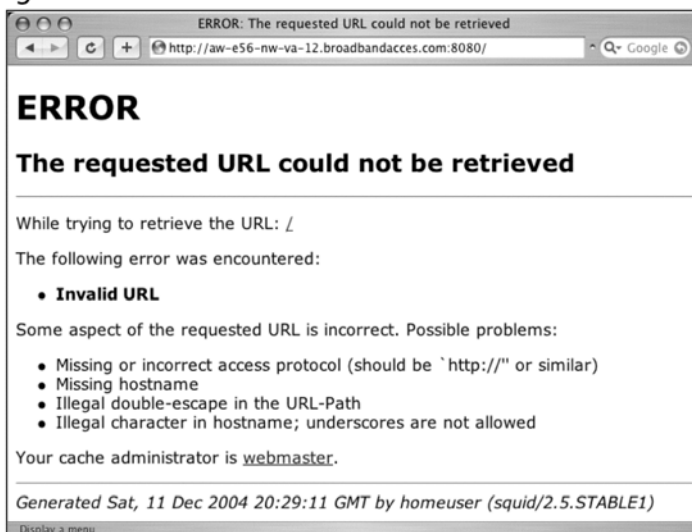 ERROR: The requested URL could not be retrieved
http://aw-e56-nw-va-12.broadbandacces.com:8080/
Google
ERROR
The requested URL could not be retrieved
While trying to retrieve the URL: /
The following error was encountered:
• Invalid URL
Some aspect of the requested URL is incorrect. Possible problems:
• Missing or incorrect access protocol (should be `http://'' or similar)
• Missing hostname
• Illegal double-escape in the URL-Path
• Illegal character in hostname; underscores are not allowed
Your cache administrator is webmaster.
Generated Sat, 11 Dec 2004 20:29:11 GMT by homeuser (squid/2.5.STABLE1)
Display a menu